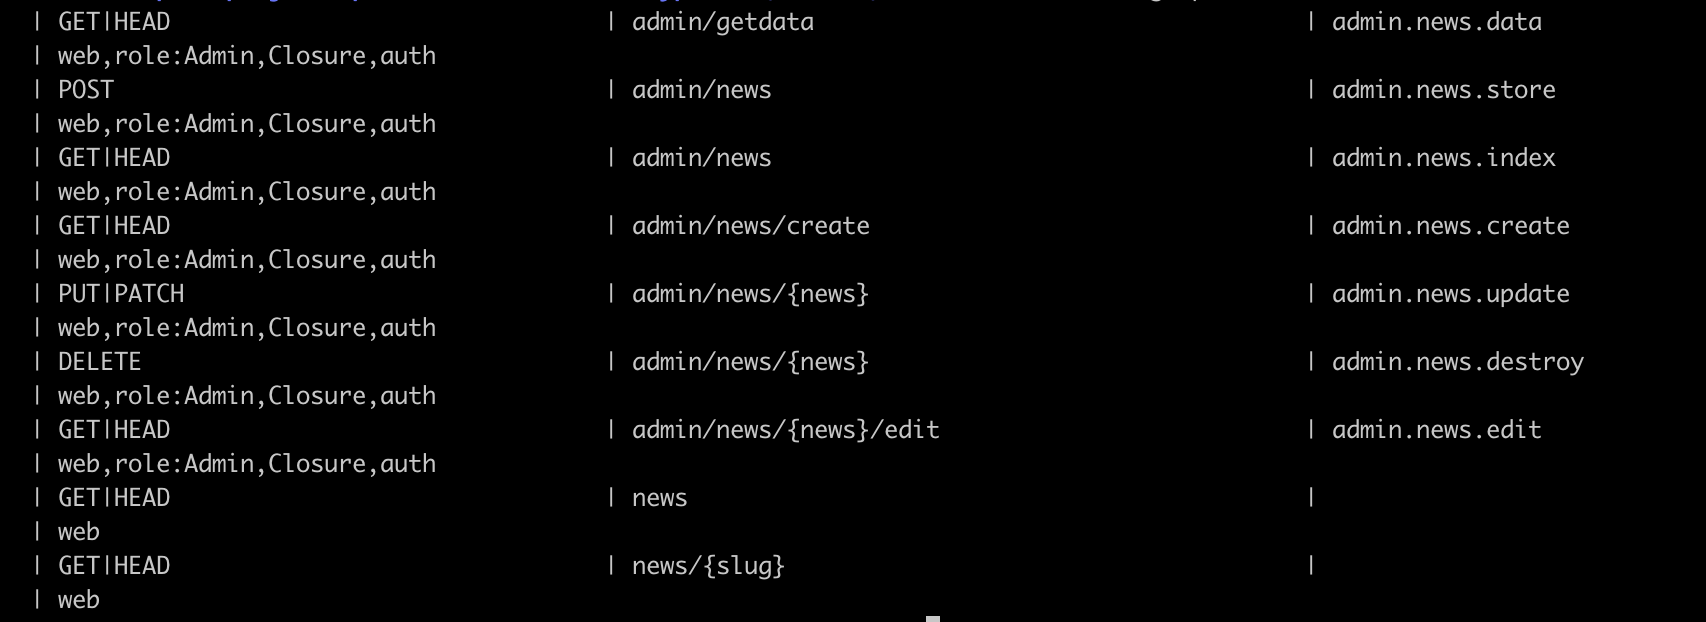 | GET|HEAD | admin/getdata | admin.news.data
| web,role:Admin,Closure,auth
| POST | admin/news | admin.news.store
| web,role:Admin,Closure,auth
| GET|HEAD | admin/news | admin.news.index
| web,role:Admin,Closure,auth
| GET|HEAD | admin/news/create | admin.news.create
| web,role:Admin,Closure,auth
| PUT|PATCH | admin/news/{news} | admin.news.update
| web,role:Admin,Closure,auth
| DELETE | admin/news/{news} | admin.news.destroy
| web,role:Admin,Closure,auth
| GET|HEAD | admin/news/{news}/edit | admin.news.edit
| web,role:Admin,Closure,auth
| GET|HEAD | news |
| web
| GET|HEAD | news/{slug} |
| web